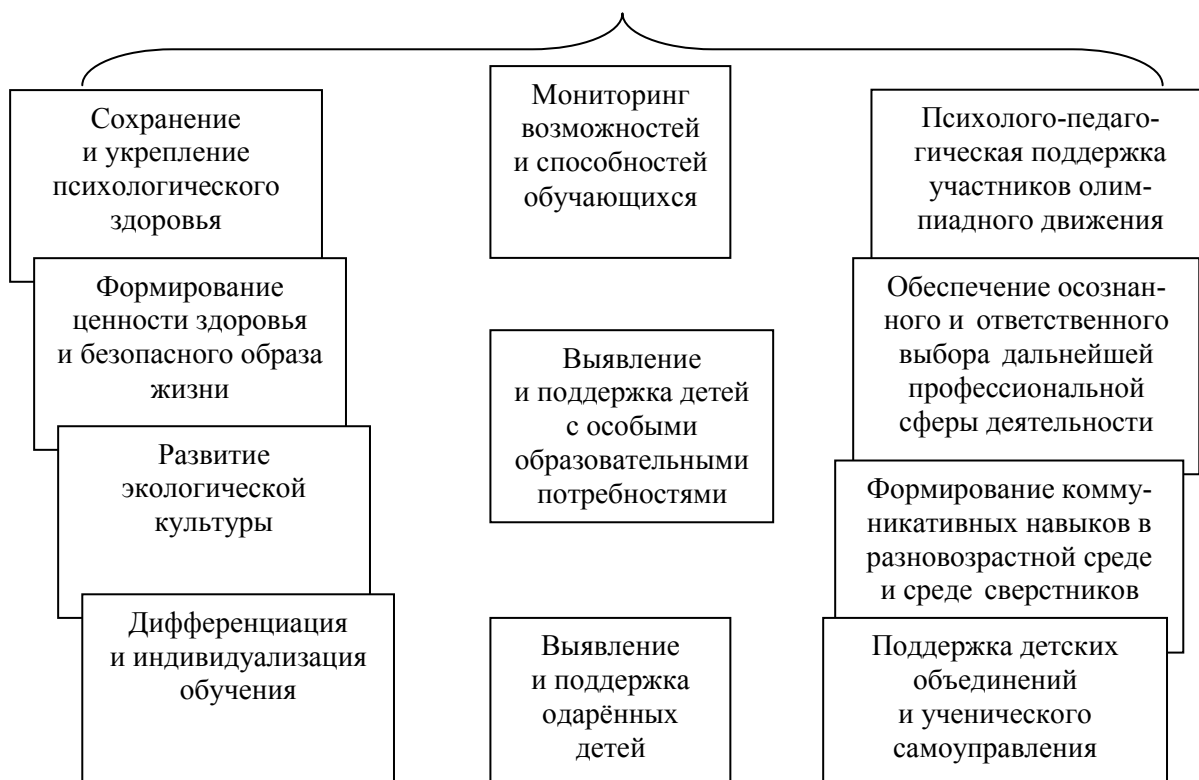 Сохранение
и укрепление
психологического
здоровья
Формирование
ценности здоровья
и безопасного образа
жизни
Развитие
экологической
культуры
Дифференциация
и индивидуализация
обучения
Мониторинг
возможностей
и способностей
обучающихся
Выявление
и поддержка детей
с особыми
образовательными
потребностями
Выявление
и поддержка
одарённых
детей
Психолого-педаго-
гическая поддержка
участников олим-
пиадного движения
Обеспечение осознан-
ного и ответственного
выбора дальнейшей
профессиональной
сферы деятельности
Формирование комму-
никативных навыков в
разновозрастной среде
и среде сверстников
Поддержка детских
объединений
и ученического
самоуправления